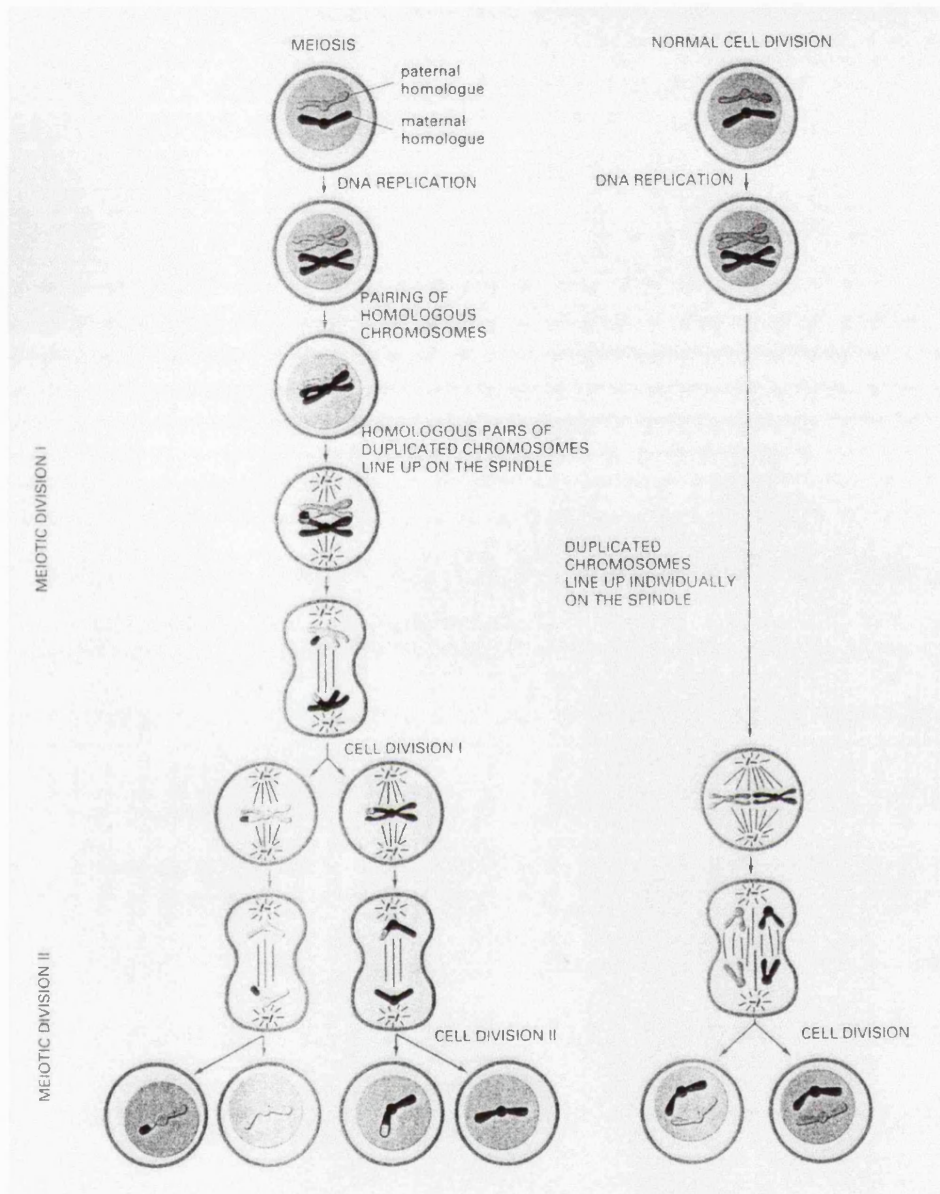 MEIOSIS
NORMAL CELL DIVISION
paternal
homologue
maternal
homologue
DNA REPLICATION
DNA REPLICATION
PAIRING OF
HOMOLOGOUS
CHROMOSOMES
HOMOLOGOUS PAIRS OF
DUPLICATED CHROMOSOMES
LINE UP ON THE SPINDLE
MEIOTIC DIVISION I
DUPLICATED
CHROMOSOMES
LINE UP INDIVIDUALLY
ON THE SPINDLE
CELL DIVISION I
MEIOTIC DIVISION II
CELL DIVISION II
CELL DIVISION